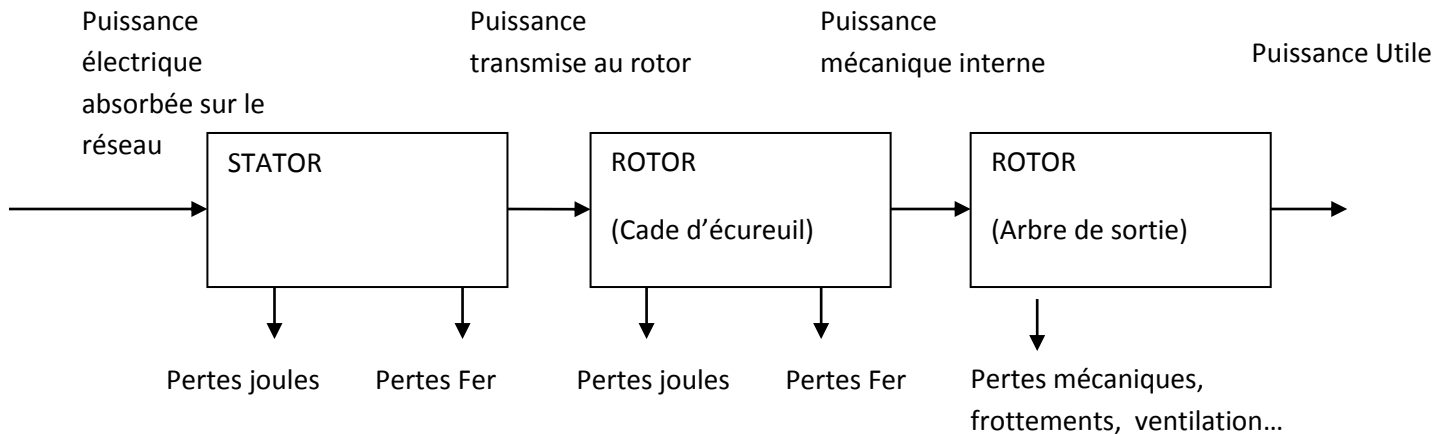 Puissance
électrique
absorbée sur le
réseau
Puissance
transmise au rotor
Puissance
mécanique interne
Puissance Utile
STATOR
ROTOR
(Cade d’écureuil)
ROTOR
(Arbre de sortie)
Pertes joules
Pertes Fer
Pertes joules
Pertes Fer
Pertes mécaniques,
frottements, ventilation…